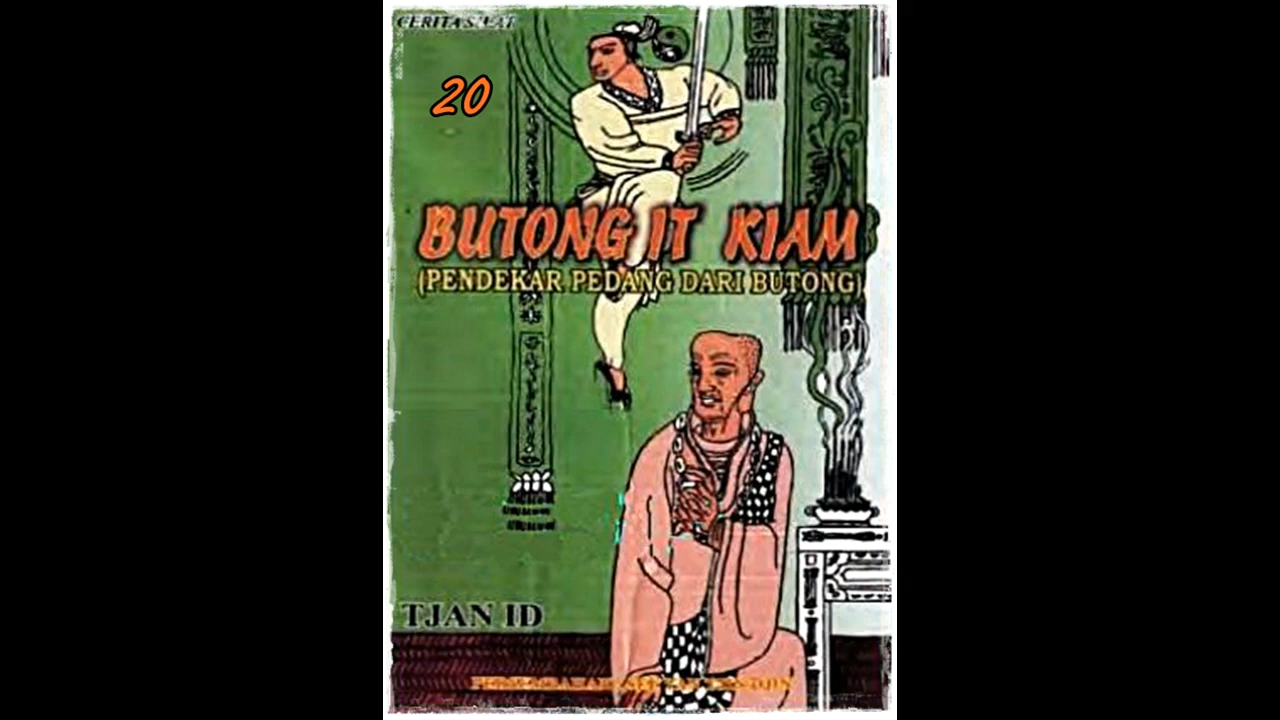 CERITA SILAT
20
BUTONG IT KIAM
(PENDEKAR PEDANG DARI BUTONG)
TJAN ID